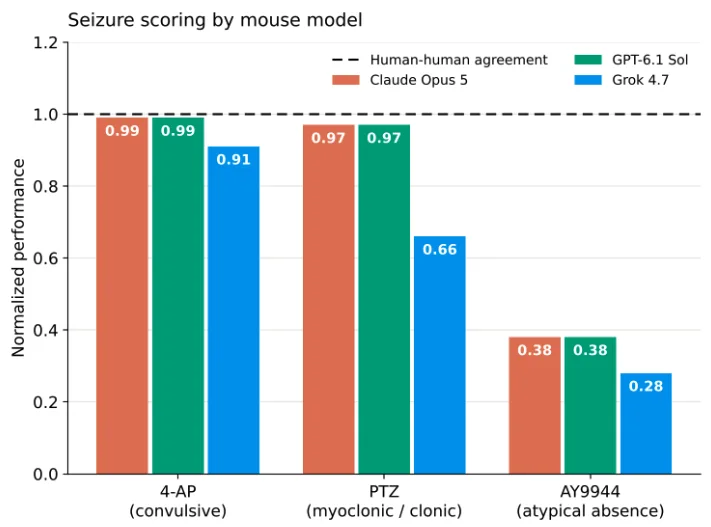 Seizure scoring by mouse model
1.2
1.0
0.8
0.6
0.4
0.2
0.0
Normalized performance
Human-human agreement
Claude Opus 5
GPT-6.1 Sol
Grok 4.7
0.99
0.99
0.91
0.97
0.97
0.66
0.38
0.38
0.28
4-AP
(convulsive)
PTZ
(myoclonic / clonic)
AY9944
(atypical absence)